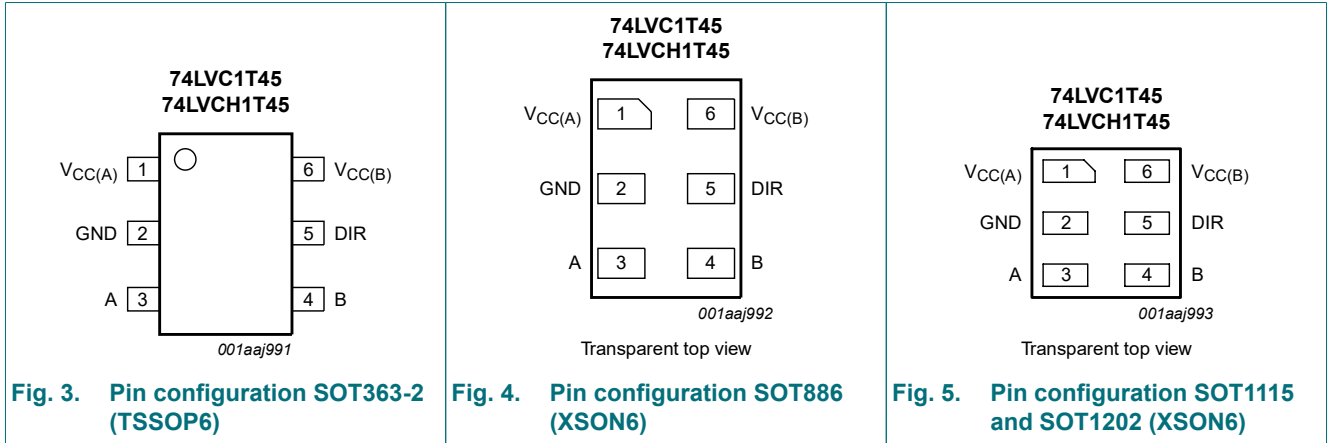 74LVC1T45
74LVCH1T45
VCC(A) 1 6 VCC(B)
GND 2 5 DIR
A 3 4 B
001aaj991
Fig. 3. Pin configuration SOT363-2
(TSSOP6)
74LVC1T45
74LVCH1T45
VCC(A) 1 6 VCC(B)
GND 2 5 DIR
A 3 4 B
001aaj992
Transparent top view
Fig. 4. Pin configuration SOT886
(XSON6)
74LVC1T45
74LVCH1T45
VCC(A) 1 6 VCC(B)
GND 2 5 DIR
A 3 4 B
001aaj993
Transparent top view
Fig. 5. Pin configuration SOT1115
and SOT1202 (XSON6)